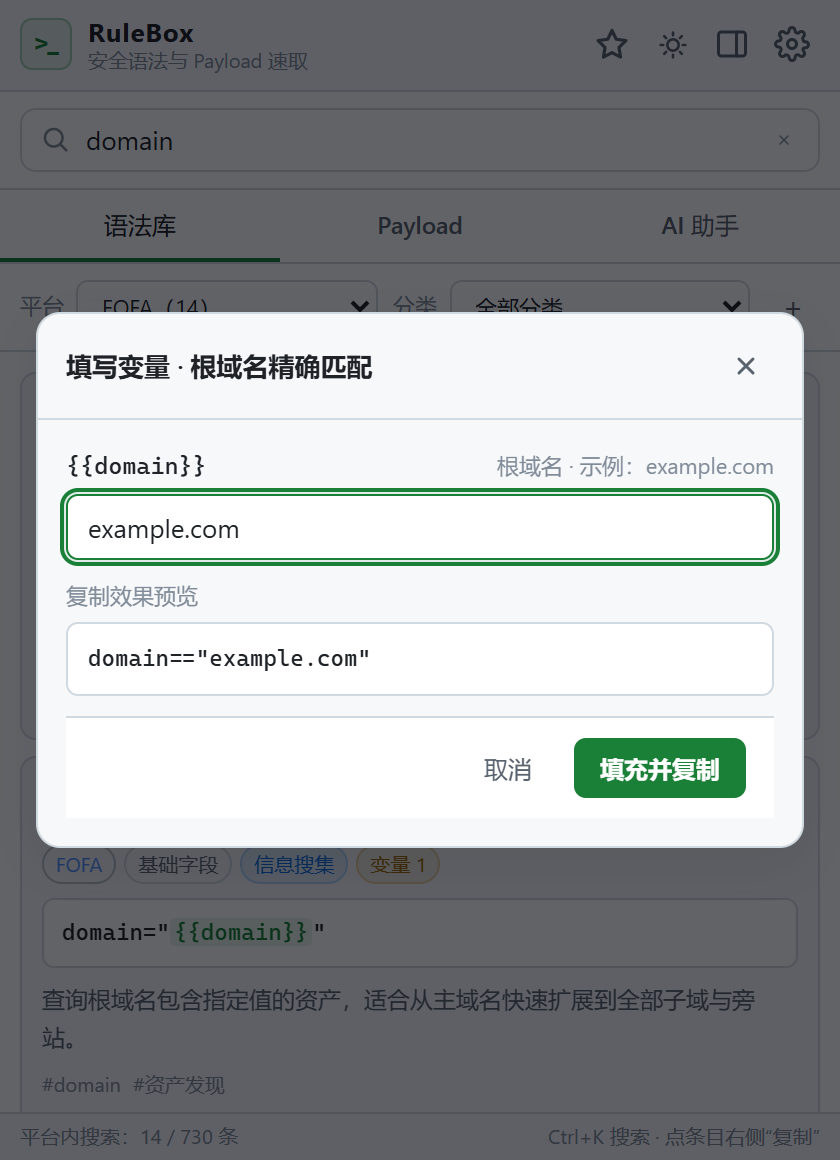 >_
RuleBox
安全语法与 Payload 速取
domain
×
语法库
Payload
AI 助手
平台
FOFA（14）
分类
全部分类
+
填写变量 · 根域名精确匹配
{{domain}}
根域名 · 示例：example.com
example.com
复制效果预览
domain=="example.com"
取消
填充并复制
FOFA
基础字段
信息搜集
变量 1
domain="{{domain}}"
查询根域名包含指定值的资产，适合从主域名快速扩展到全部子域与旁
站。
#domain #资产发现
平台内搜索：14 / 730 条
Ctrl+K 搜索 · 点条目右侧“复制”